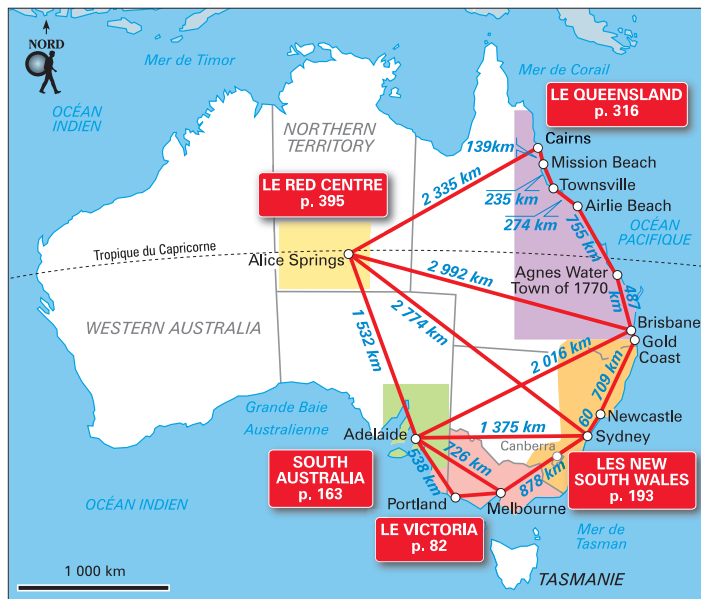 NORD
Mer de Timor
Mer de Corail
OCÉAN
INDIEN
LE QUEENSLAND
p. 316
NORTHERN
TERRITORY
Cairns
139km
Mission Beach
LE RED CENTRE
p. 395
2 335 km
235 km
Townsville
Airlie Beach
274 km
755 km
OCÉAN
PACIFIQUE
Tropique du Capricorne
Alice Springs
2 992 km
Agnes Water
Town of 1770
487
km
WESTERN AUSTRALIA
1 532 km
2 774 km
Brisbane
Gold
Coast
2 016 km
709 km
Grande Baie
Australienne
60
Newcastle
Adelaide
1 375 km
Sydney
Canberra
SOUTH
AUSTRALIA
p. 163
538 km
726 km
878 km
LES NEW
SOUTH WALES
p. 193
OCÉAN INDIEN
Portland
Melbourne
LE VICTORIA
p. 82
Mer de
Tasman
1 000 km
TASMANIE